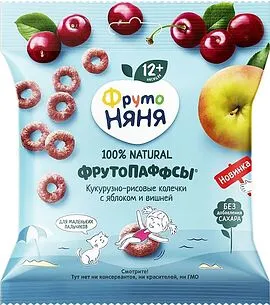 12+
месяцев
Фруто
НЯНЯ
100% NATURAL
ФРУТОПАФФСЫ®
Кукурузно-рисовые колечки
с яблоком и вишней
Новинка
БЕЗ
добавления
САХАРА
ДЛЯ МАЛЕНЬКИХ
ПАЛЬЧИКОВ
Смотрите!
Тут нет ни консервантов, ни красителей, ни ГМО